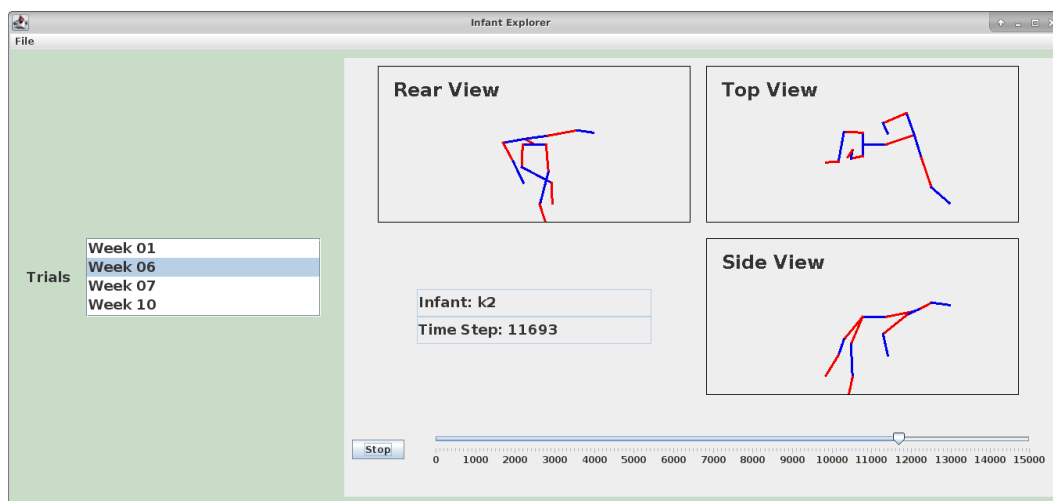 Infant Explorer
File
Rear View
Top View
Trials
Week 01
Week 06
Week 07
Week 10
Side View
Infant: k2
Time Step: 11693
Stop
0 1000 2000 3000 4000 5000 6000 7000 8000 9000 10000 11000 12000 13000 14000 15000